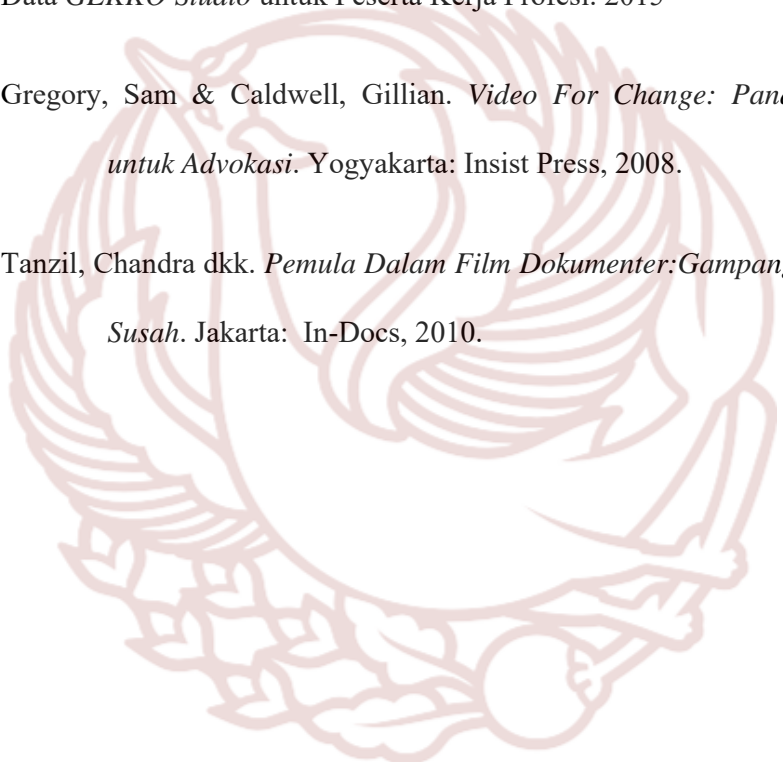 Data GEKKO Studio untuk Peserta Kerja Profesi. 2015
Gregory, Sam & Caldwell, Gillian. Video For Change:
untuk Advokasi. Yogyakarta: Insist Press, 2008.
Tanzil, Chandra dkk. Pemula Dalam Film Dokumenter:Gampang
Susah. Jakarta: In-Docs, 2010.